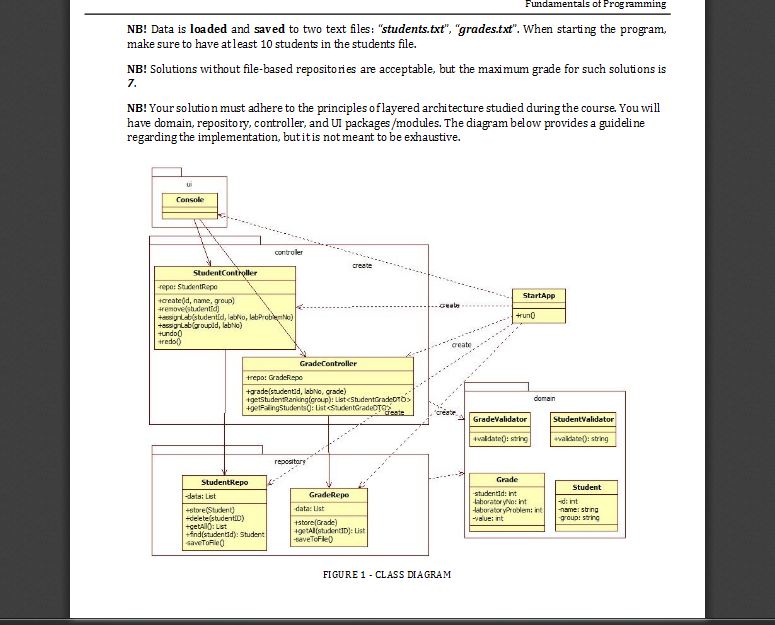 Fundamentals of Programming
NB! Data is loaded and saved to two text files: "students.txt", "grades.txt". When starting the program,
make sure to have at least 10 students in the students file.
NB! Solutions without file-based repositories are acceptable, but the maximum grade for such solutions is
7.
NB! Your solution must adhere to the principles of layered architecture studied during the course. You will
have domain, repository, controller, and UI packages/modules. The diagram below provides a guideline
regarding the implementation, but it is not meant to be exhaustive.
ui
Console
controller
create
StudentController
-repo: StudentRepo
+create(id, name, group)
+remove(studentId)
+assignLab(studentId, labNo, labProblemNo)
+assignLab(groupId, labNo)
+undo()
+redo()
create
StartApp
+run()
create
GradeController
+repo: GradeRepo
+grade(studentId, labNo, grade)
+getStudentRanking(group): List<StudentGradeDTO>
+getFailingStudents(): List<StudentGradeDTO>
create
create
domain
GradeValidator
+validate(): string
StudentValidator
+validate(): string
repository
StudentRepo
-data: List
+store(Student)
+delete(studentID)
+getAll(): List
+find(studentId): Student
-saveToFile()
GradeRepo
-data: List
+store(Grade)
+getAll(studentID): List
-saveToFile()
Grade
-studentId: int
-laboratoryNo: int
-laboratoryProblem: int
-value: int
Student
-id: int
-name: string
-group: string
FIGURE 1 - CLASS DIAGRAM